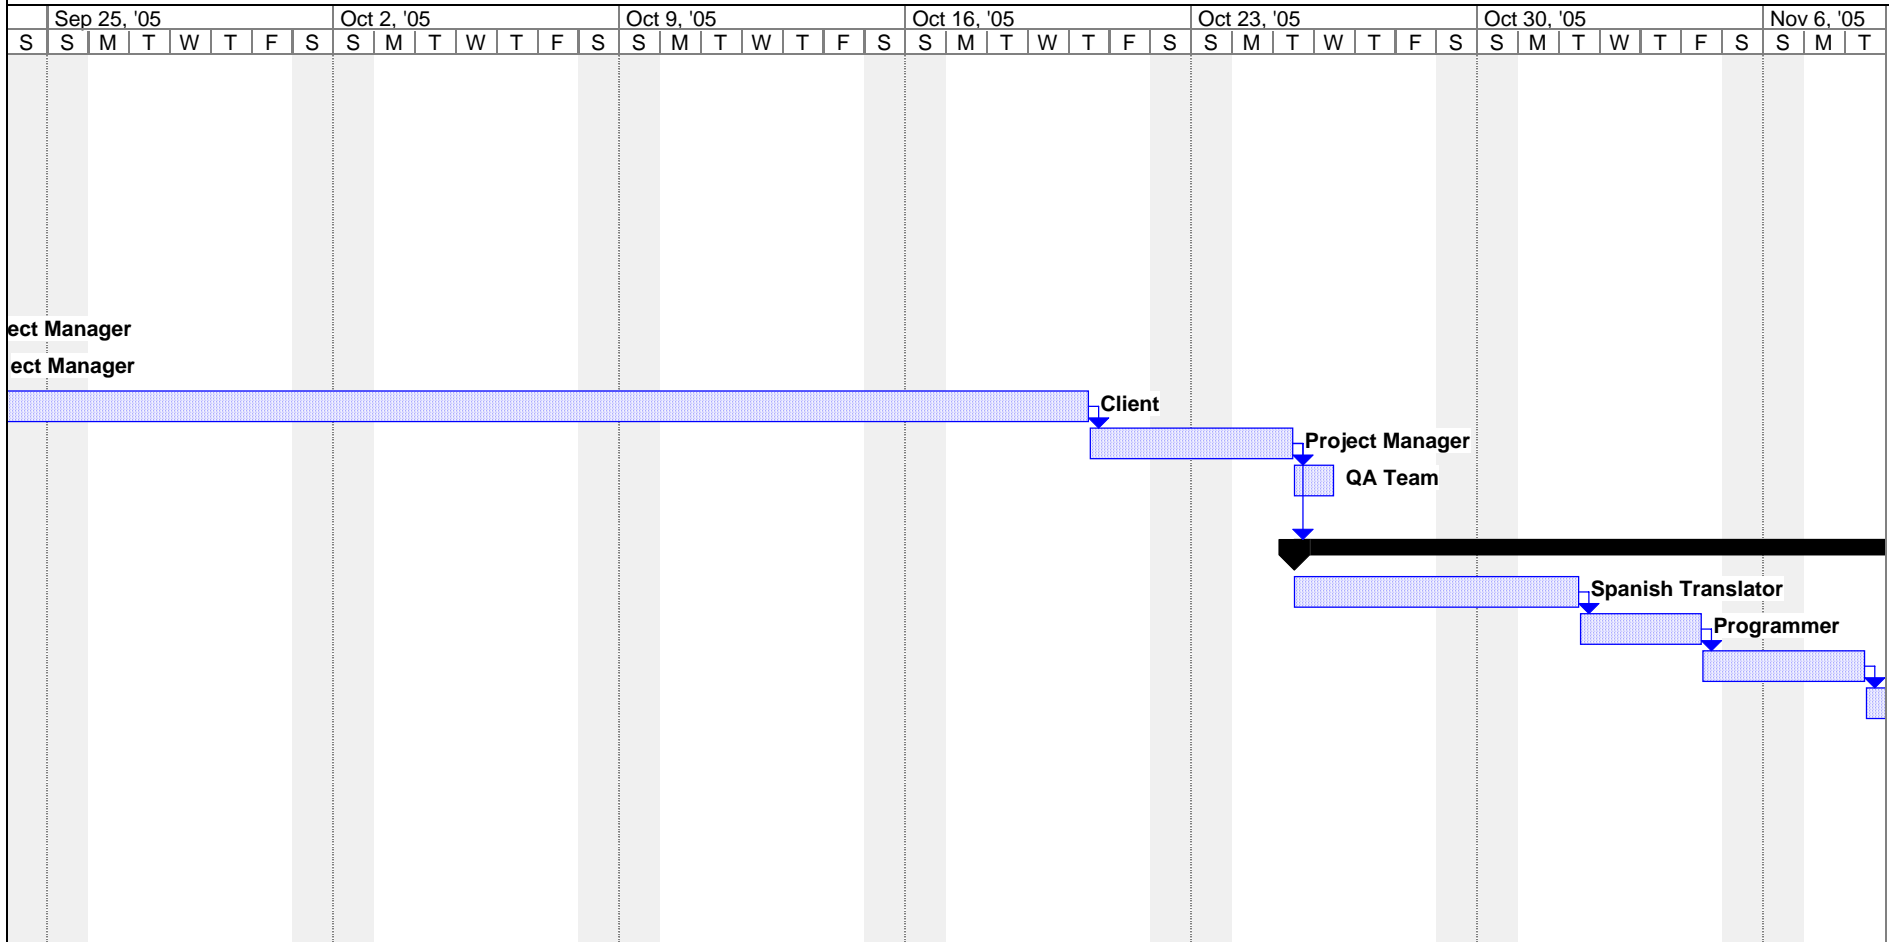 Sep 25, '05 Oct 2, '05 Oct 9, '05 Oct 16, '05 Oct 23, '05 Oct 30, '05 Nov 6, '05
S S M T W T F S S M T W T F S S M T W T F S S M T W T F S S M T W T F S S M T W T F S S M T
ect Manager
ect Manager
Client
Project Manager
QA Team
Spanish Translator
Programmer